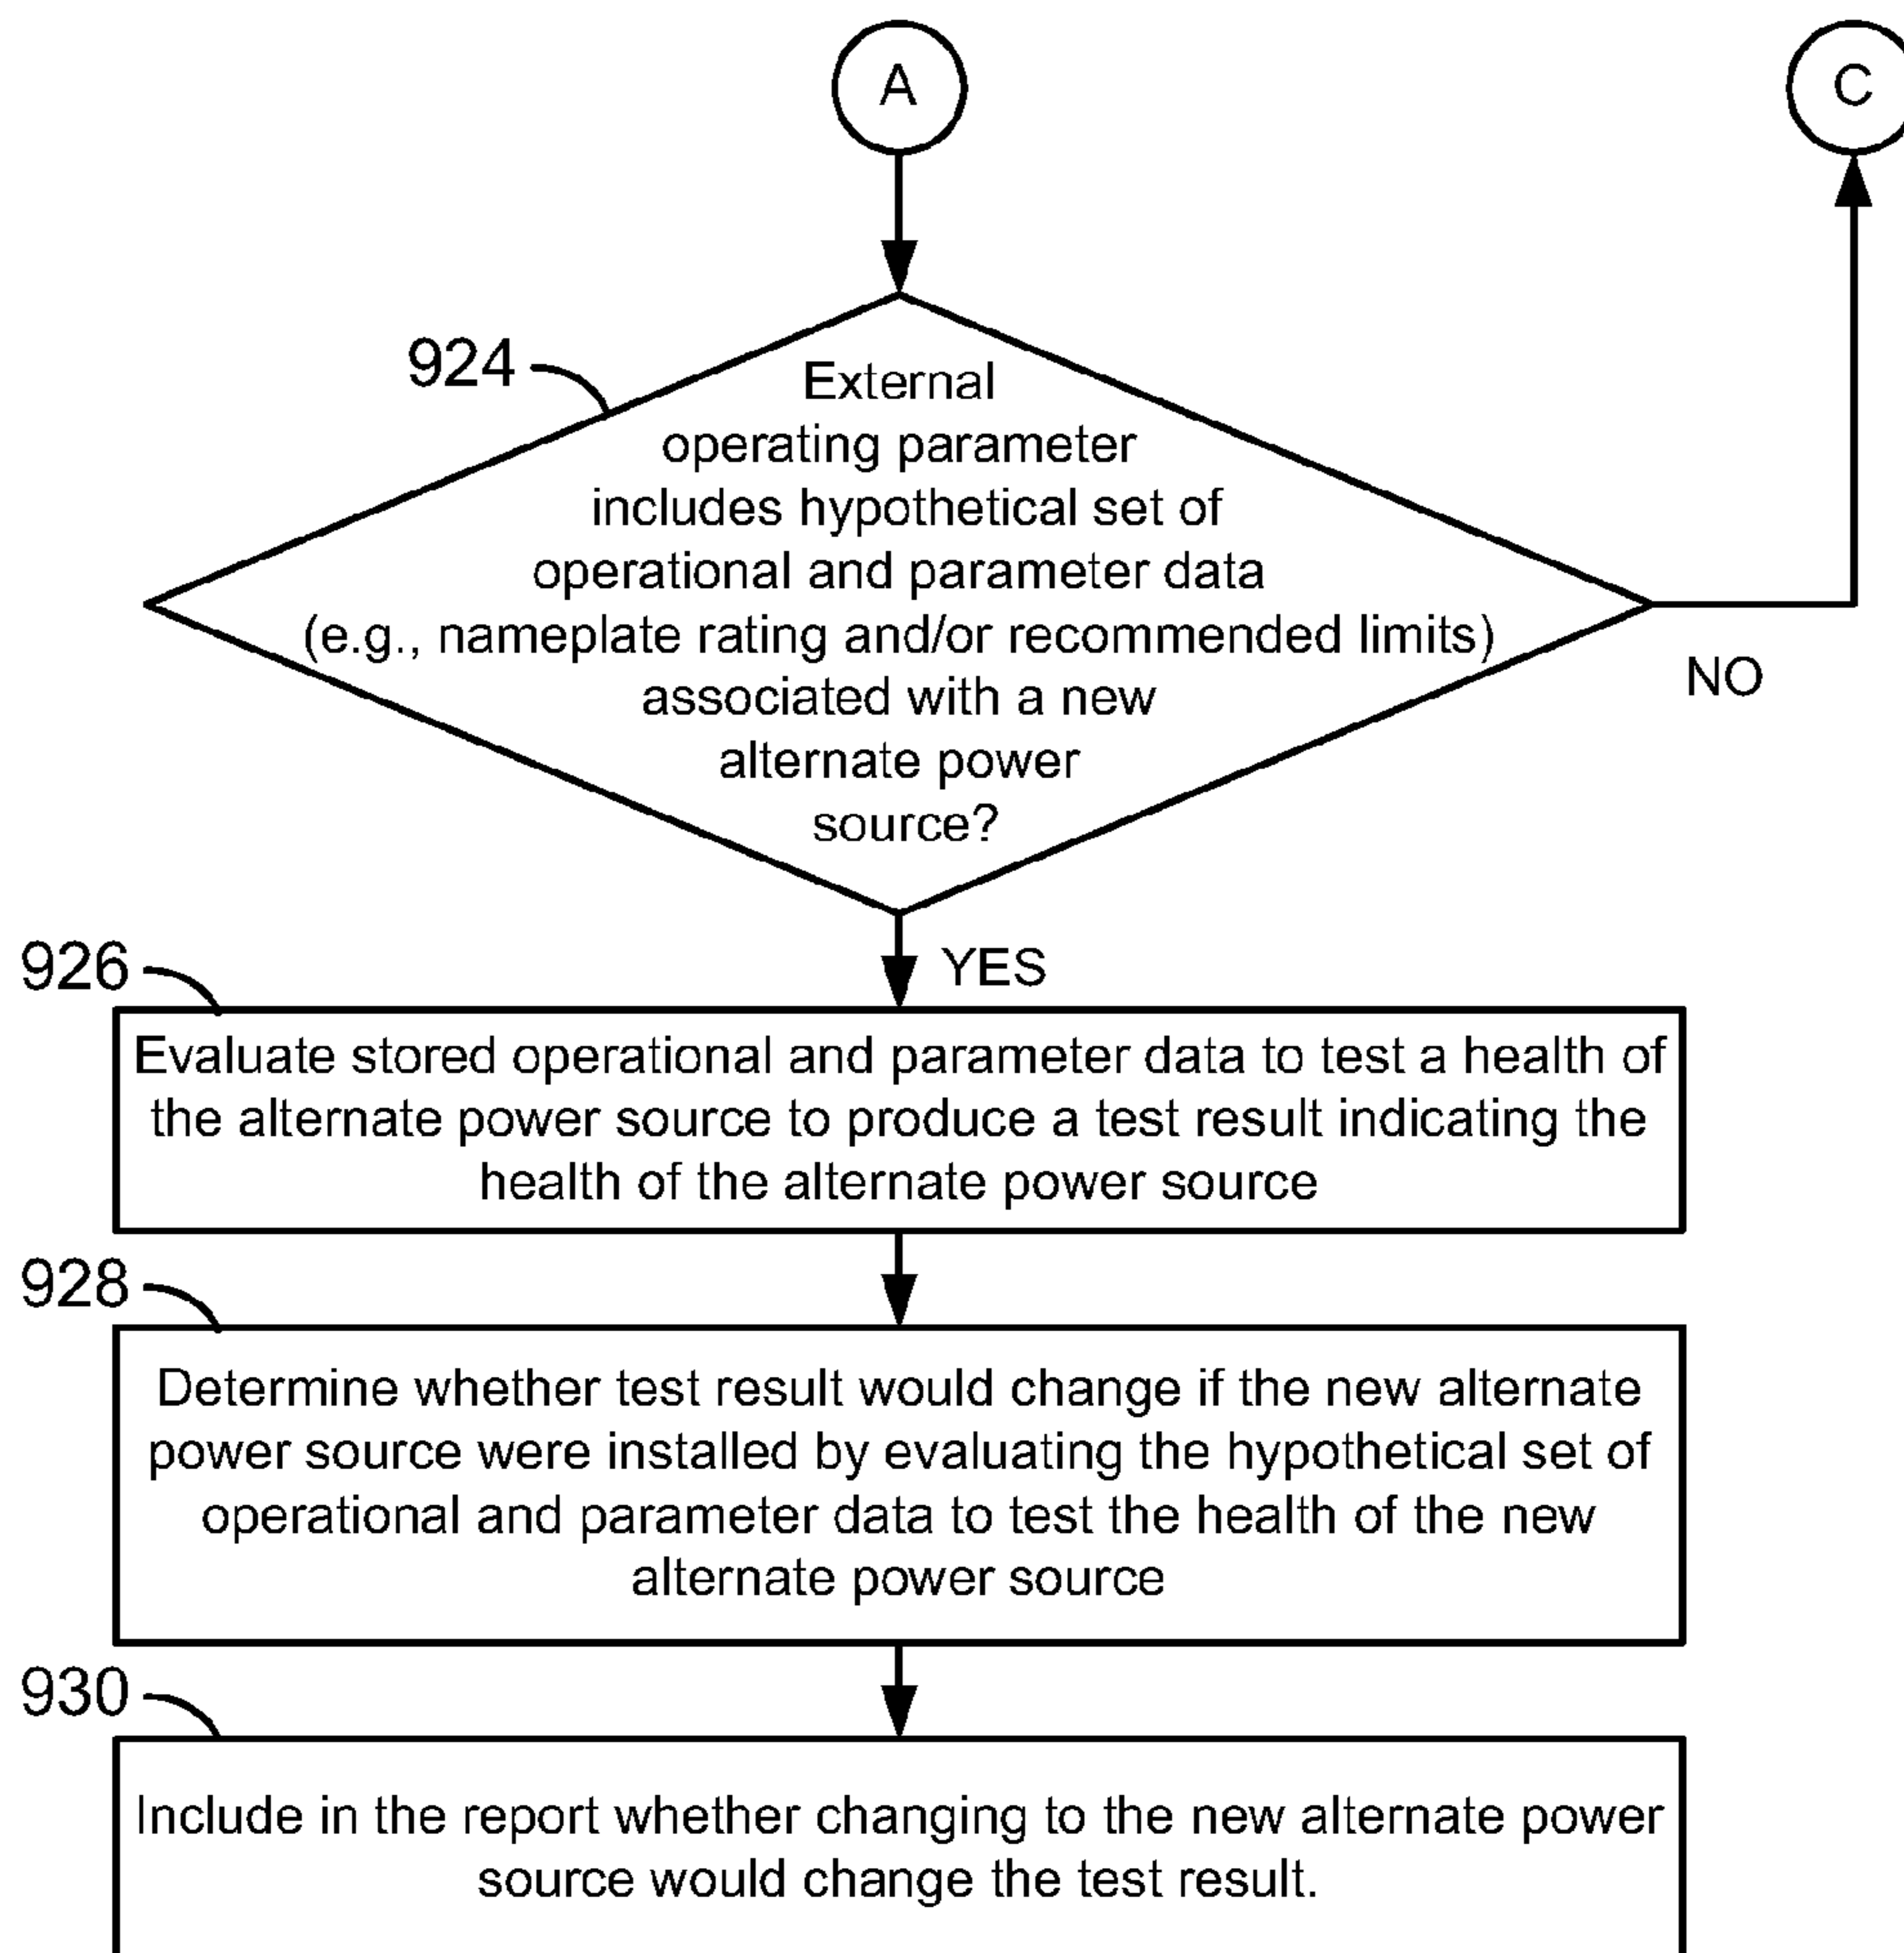 A
C
924
External
operating parameter
includes hypothetical set of
operational and parameter data
(e.g., nameplate rating and/or recommended limits)
associated with a new
alternate power
source?
NO
YES
926
Evaluate stored operational and parameter data to test a health of
the alternate power source to produce a test result indicating the
health of the alternate power source
928
Determine whether test result would change if the new alternate
power source were installed by evaluating the hypothetical set of
operational and parameter data to test the health of the new
alternate power source
930
Include in the report whether changing to the new alternate power
source would change the test result.